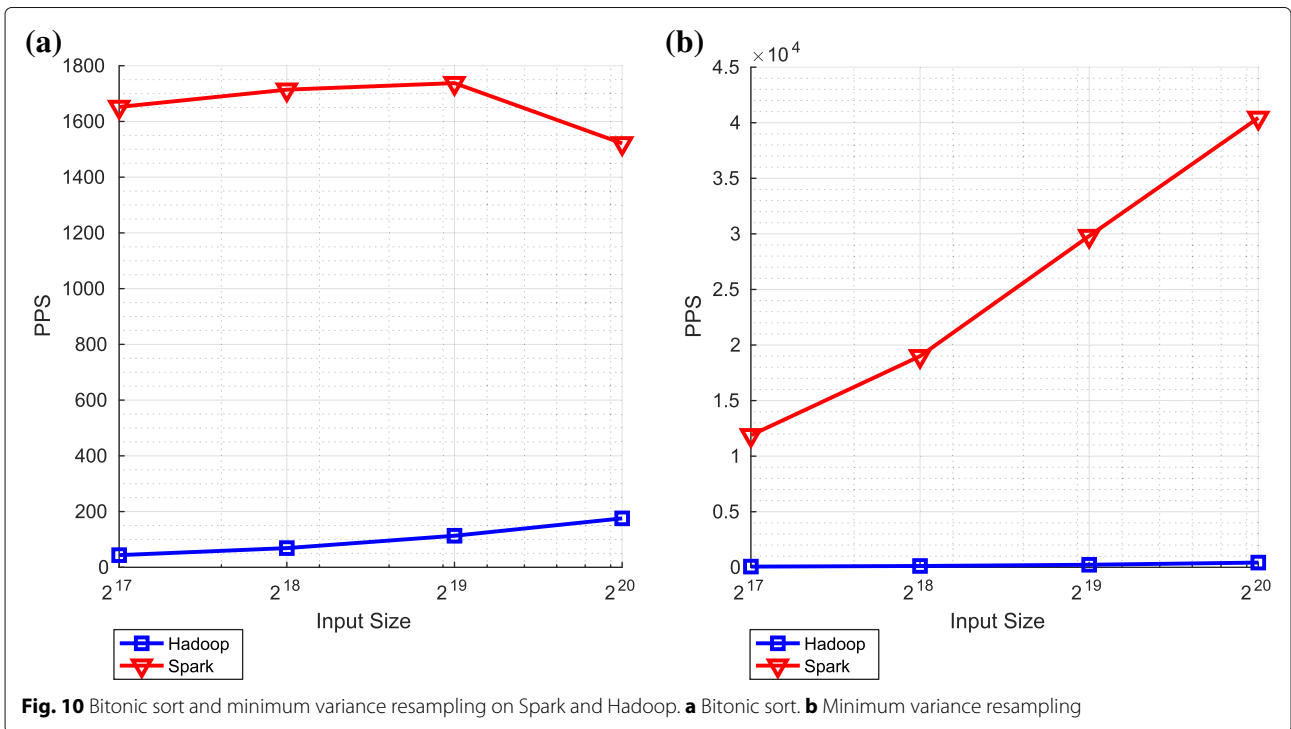 (a)
1800
1600
1400
1200
1000
800
600
400
200
0
PPS
2^17 2^18 2^19 2^20
Input Size
Hadoop
Spark
(b)
×10^4
4.5
4
3.5
3
2.5
2
1.5
1
0.5
0
PPS
2^17 2^18 2^19 2^20
Input Size
Hadoop
Spark
Fig. 10 Bitonic sort and minimum variance resampling on Spark and Hadoop. a Bitonic sort. b Minimum variance resampling